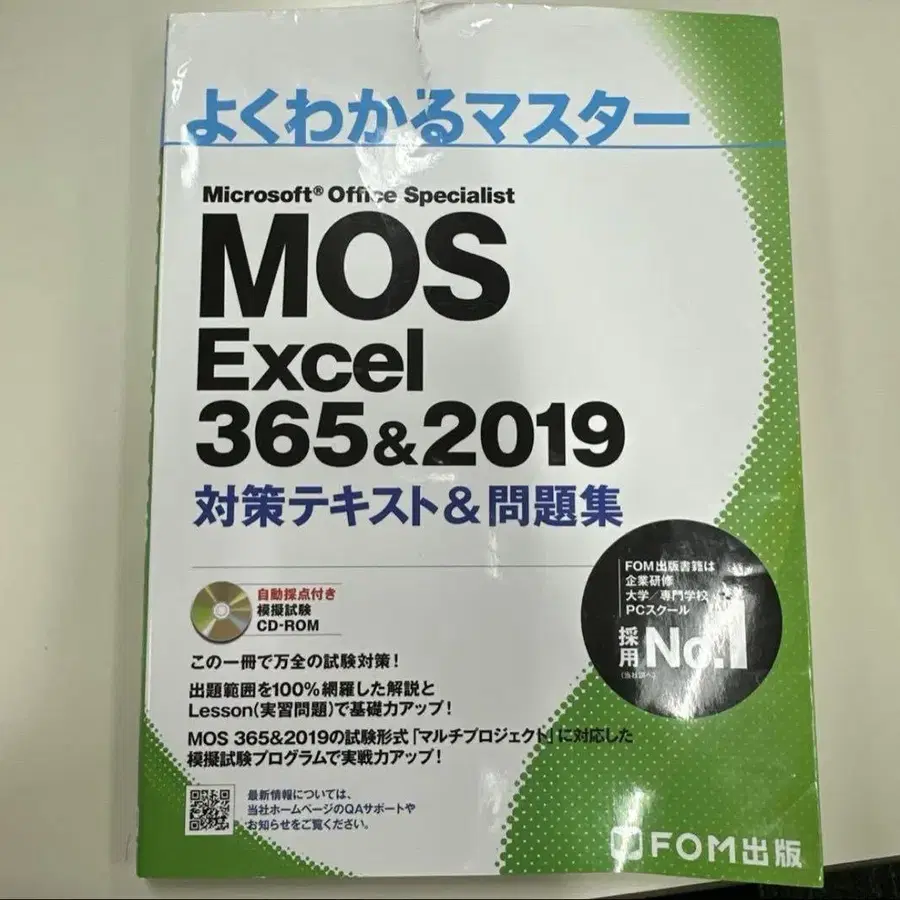 よくわかるマスター
Microsoft® Office Specialist
MOS
Excel
365&2019
対策テキスト&問題集
自動採点付き
模擬試験
CD-ROM
FOM出版書籍は
企業研修
大学/専門学校
PCスクール
採用 No.1
(当社調べ)
この一冊で万全の試験対策!
出題範囲を100%網羅した解説と
Lesson(実習問題)で基礎力アップ!
MOS 365&2019の試験形式「マルチプロジェクト」に対応した
模擬試験プログラムで実戦力アップ!
最新情報については、
当社ホームページのQAサポートや
お知らせをご覧ください。
FOM出版